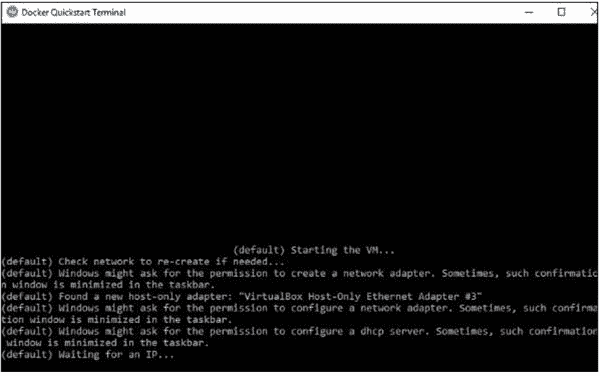 Docker Quickstart Terminal
(default) Starting the VM...
(default) Check network to re-create if needed...
(default) Windows might ask for the permission to create a network adapter. Sometimes, such confirmatio
n window is minimized in the taskbar.
(default) Found a new host-only adapter: "VirtualBox Host-Only Ethernet Adapter #3"
(default) Windows might ask for the permission to configure a network adapter. Sometimes, such confirma
tion window is minimized in the taskbar.
(default) Windows might ask for the permission to configure a dhcp server. Sometimes, such confirmation
window is minimized in the taskbar.
(default) Waiting for an IP...